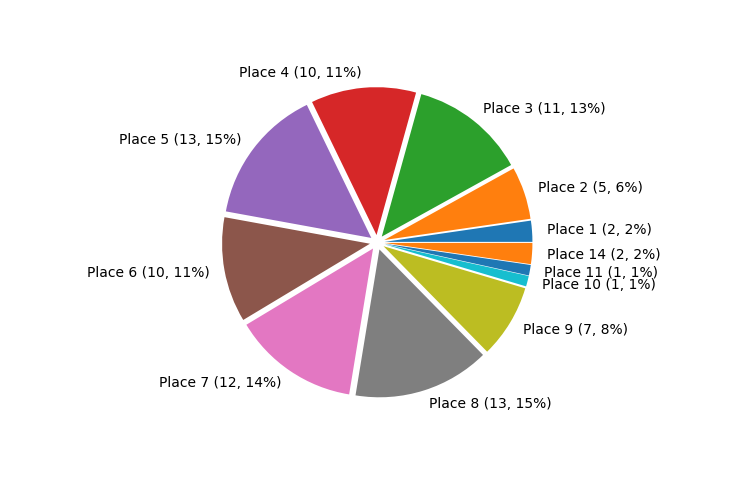 Place 4 (10, 11%)
Place 3 (11, 13%)
Place 5 (13, 15%)
Place 2 (5, 6%)
Place 1 (2, 2%)
Place 14 (2, 2%)
Place 11 (1, 1%)
Place 6 (10, 11%)
Place 10 (1, 1%)
Place 9 (7, 8%)
Place 7 (12, 14%)
Place 8 (13, 15%)